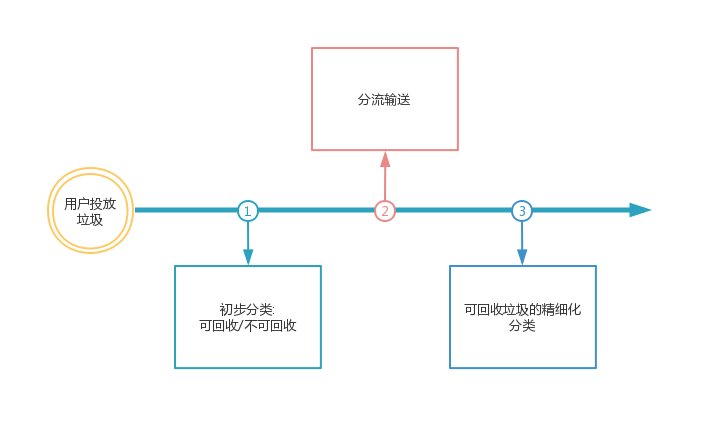 用户投放
垃圾
1
初步分类:
可回收/不可回收
2
分流输送
3
可回收垃圾的精细化
分类